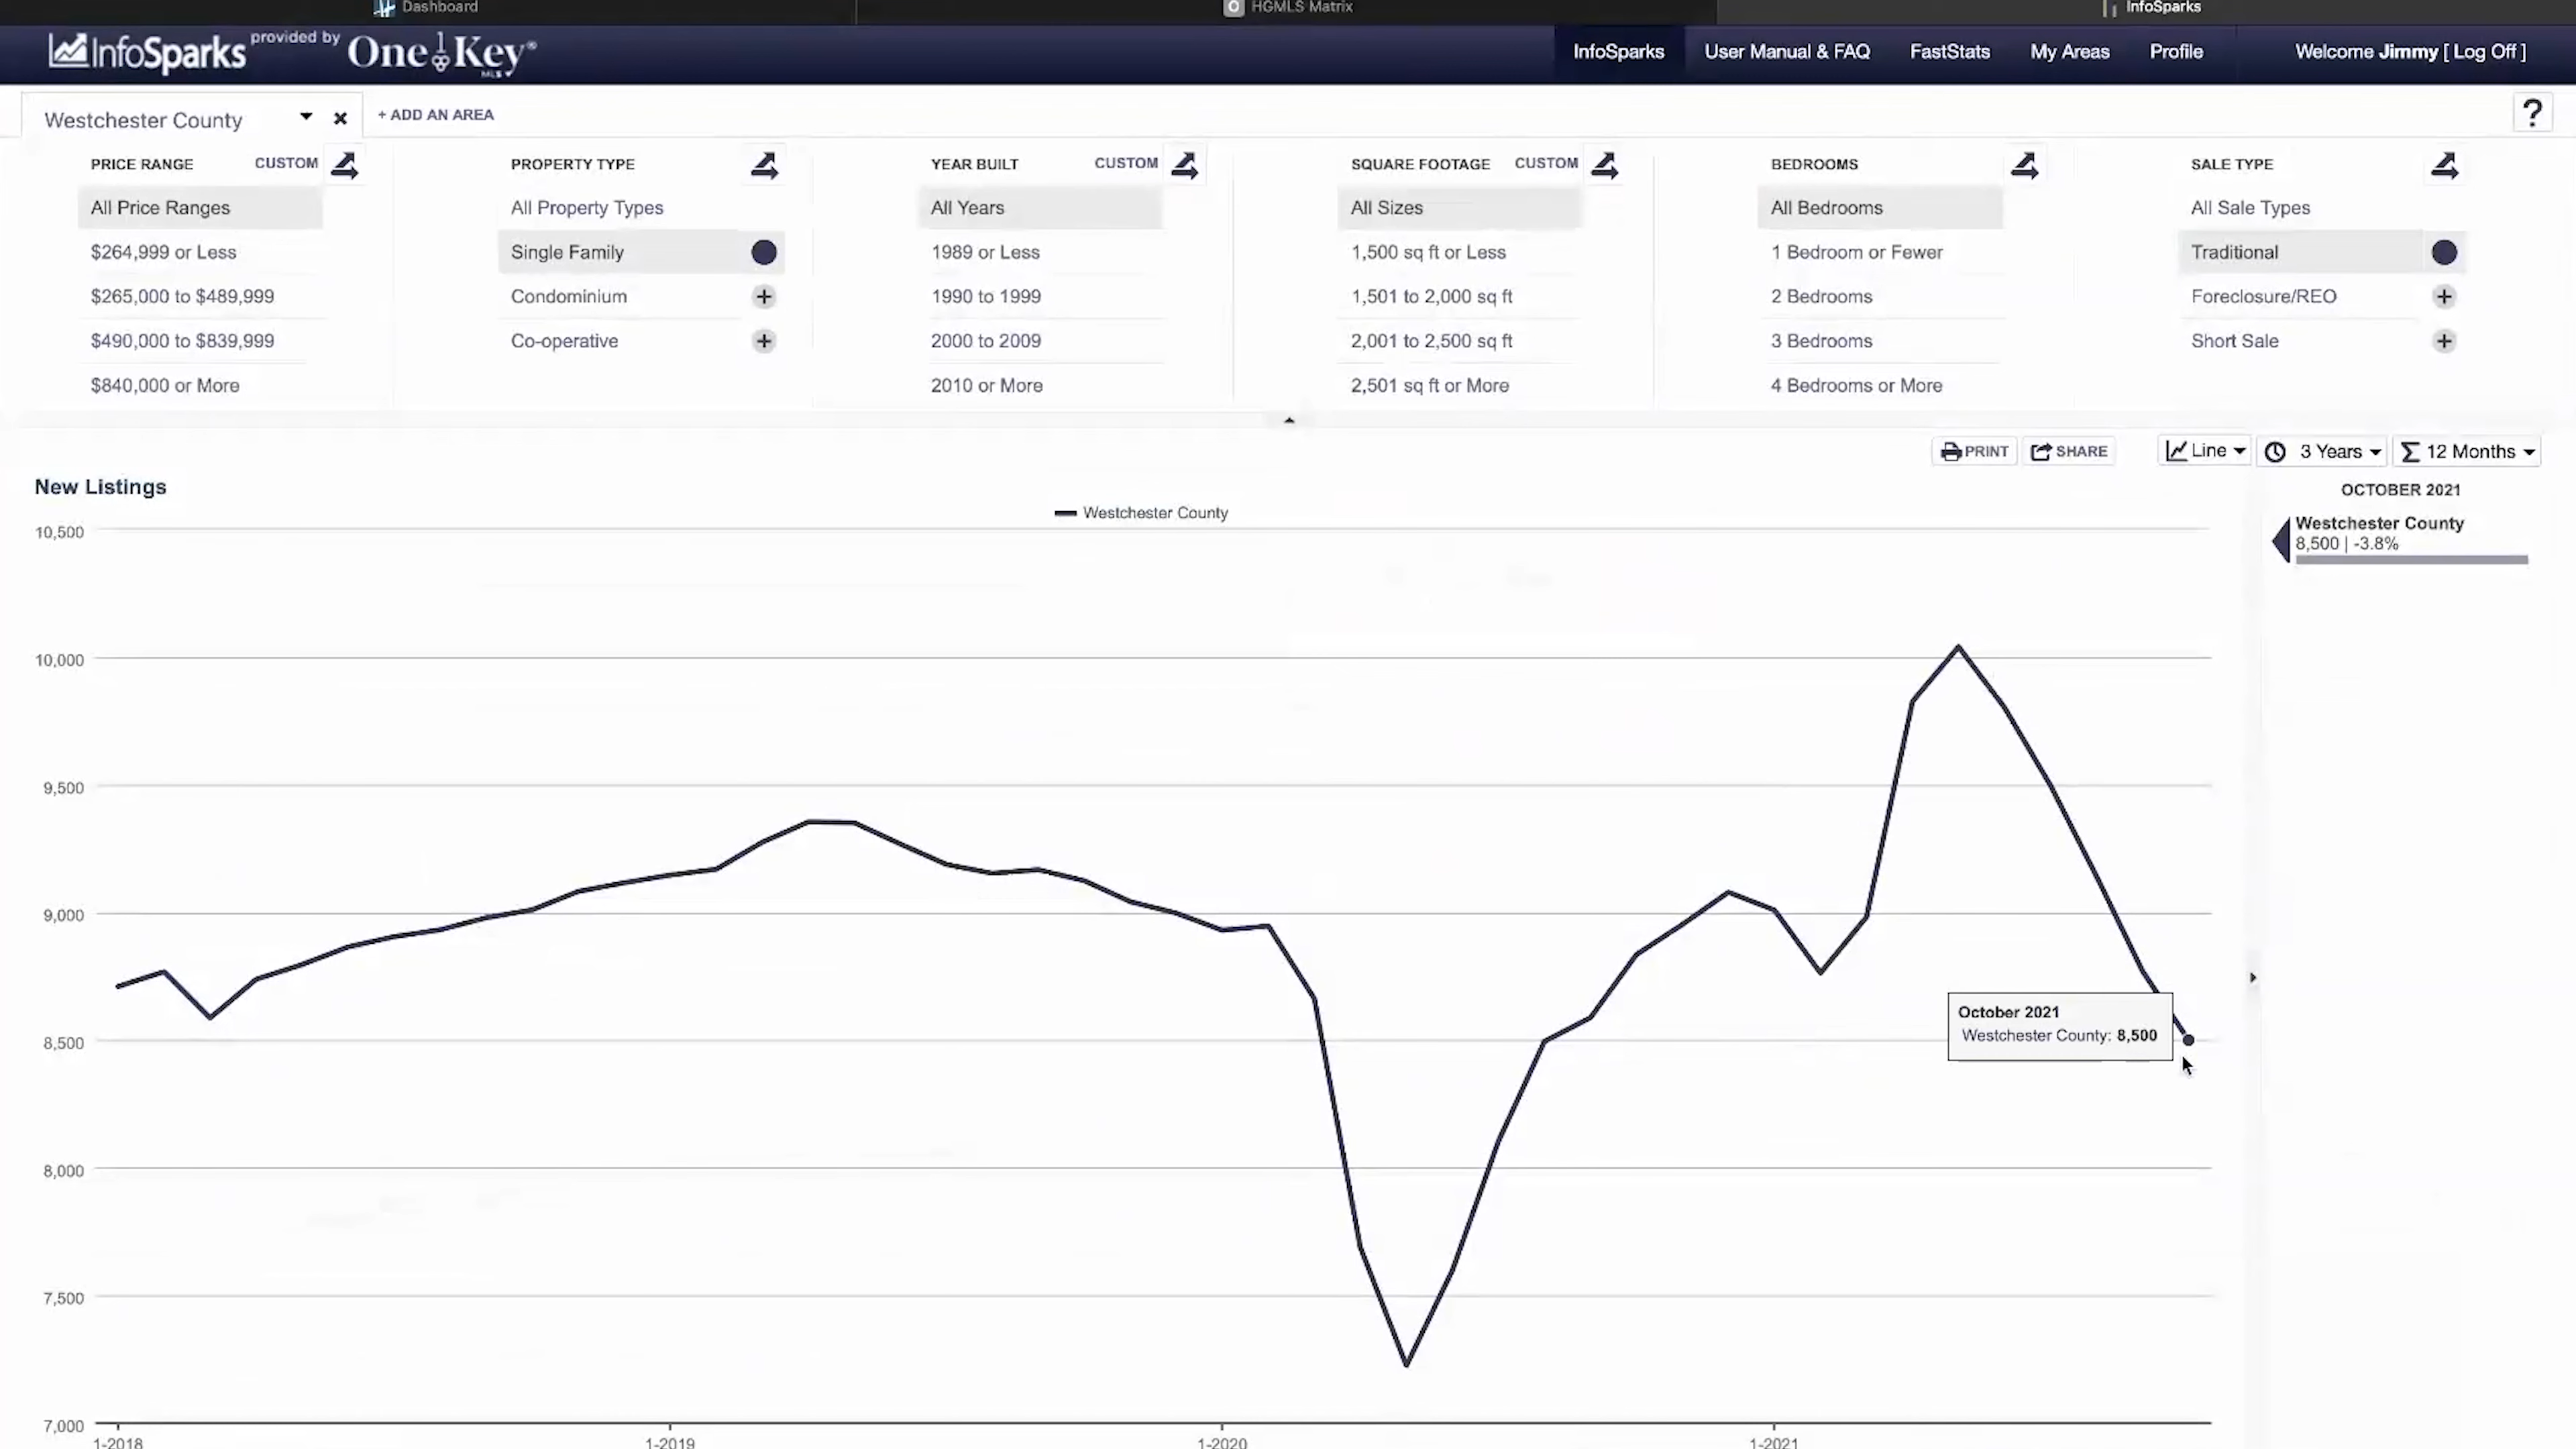 Dashboard
HGMLS Matrix
InfoSparks
InfoSparks provided by One Key® MLS
InfoSparks User Manual & FAQ FastStats My Areas Profile Welcome Jimmy [ Log Off ]
Westchester County + ADD AN AREA ?
PRICE RANGE CUSTOM
All Price Ranges
$264,999 or Less
$265,000 to $489,999
$490,000 to $839,999
$840,000 or More
PROPERTY TYPE
All Property Types
Single Family
Condominium
Co-operative
YEAR BUILT CUSTOM
All Years
1989 or Less
1990 to 1999
2000 to 2009
2010 or More
SQUARE FOOTAGE CUSTOM
All Sizes
1,500 sq ft or Less
1,501 to 2,000 sq ft
2,001 to 2,500 sq ft
2,501 sq ft or More
BEDROOMS
All Bedrooms
1 Bedroom or Fewer
2 Bedrooms
3 Bedrooms
4 Bedrooms or More
SALE TYPE
All Sale Types
Traditional
Foreclosure/REO
Short Sale
PRINT SHARE Line 3 Years Σ 12 Months
New Listings
Westchester County
OCTOBER 2021
Westchester County
8,500 | -3.8%
10,500
10,000
9,500
9,000
8,500
8,000
7,500
7,000
October 2021
Westchester County: 8,500
1-2018 1-2019 1-2020 1-2021